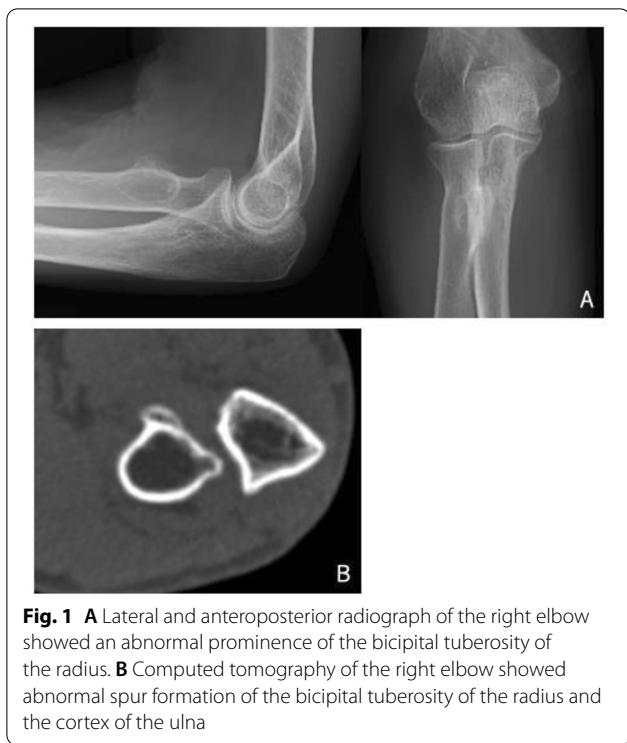 A
B
Fig. 1 A Lateral and anteroposterior radiograph of the right elbow
showed an abnormal prominence of the bicipital tuberosity of
the radius. B Computed tomography of the right elbow showed
abnormal spur formation of the bicipital tuberosity of the radius and
the cortex of the ulna